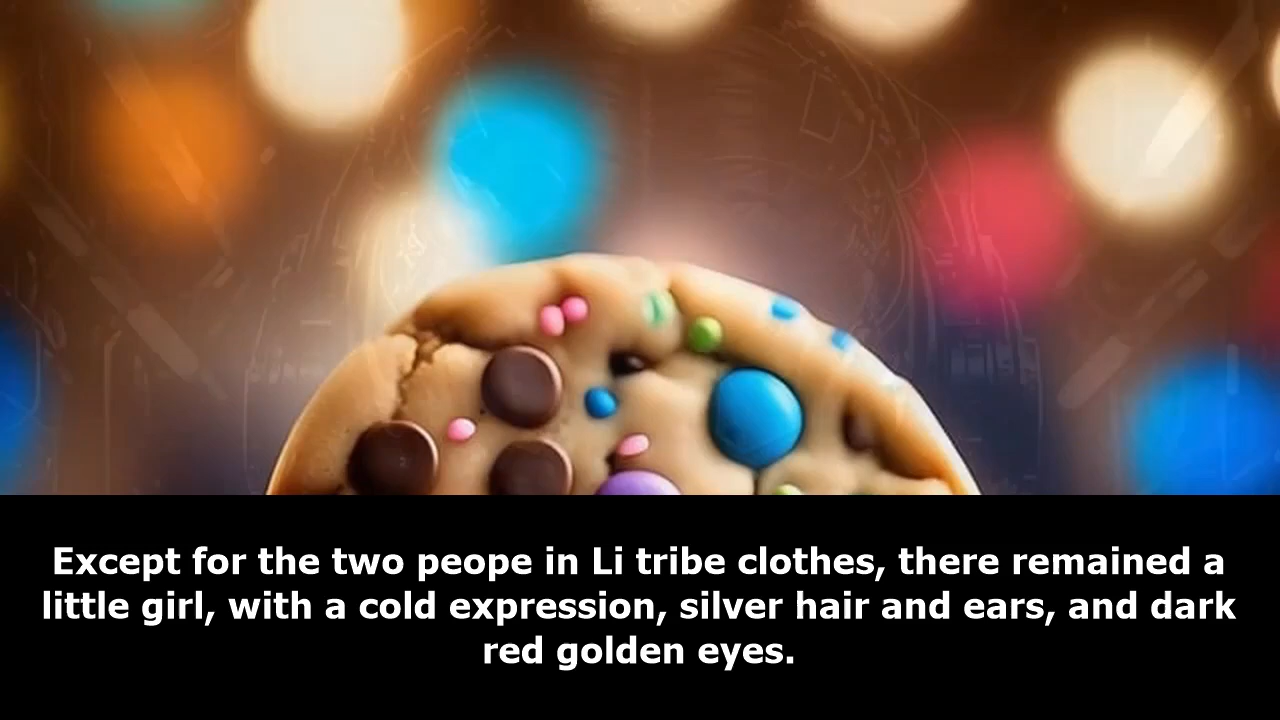 Except for the two peope in Li tribe clothes, there remained a
little girl, with a cold expression, silver hair and ears, and dark
red golden eyes.